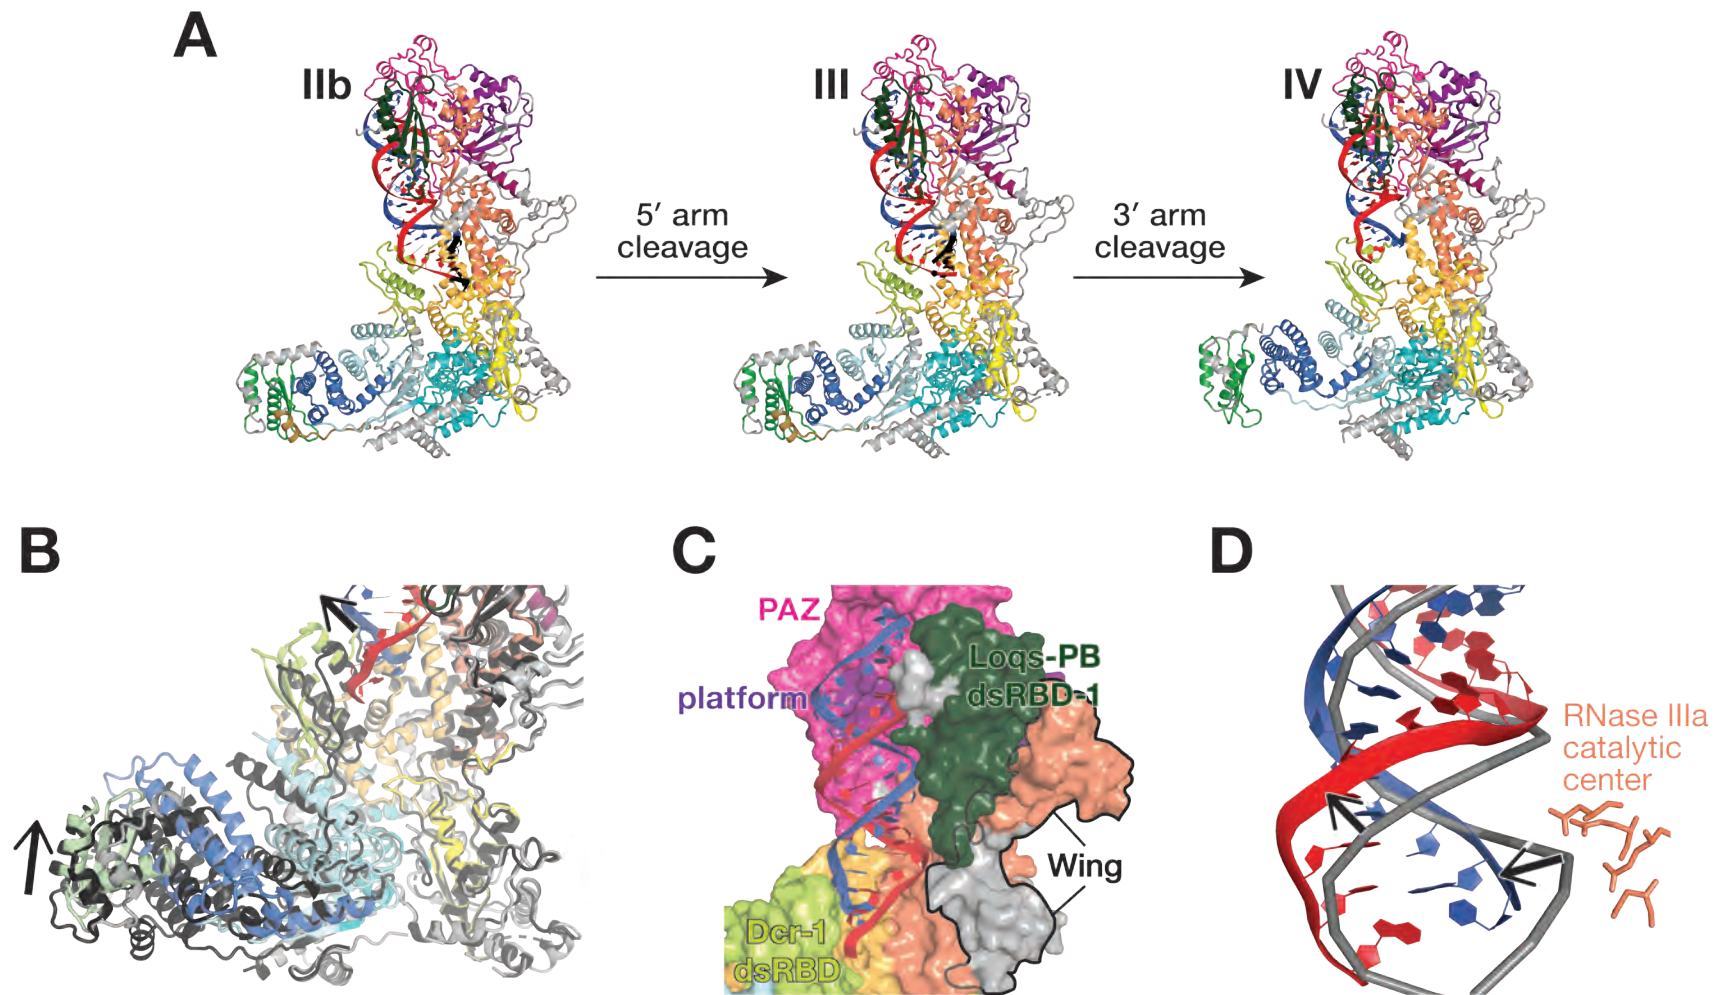 A
IIb
III
IV
5′ arm
cleavage
3′ arm
cleavage
B
C
D
PAZ
Loqs-PB
dsRBD-1
platform
Wing
Dcr-1
dsRBD
RNase IIIa
catalytic
center